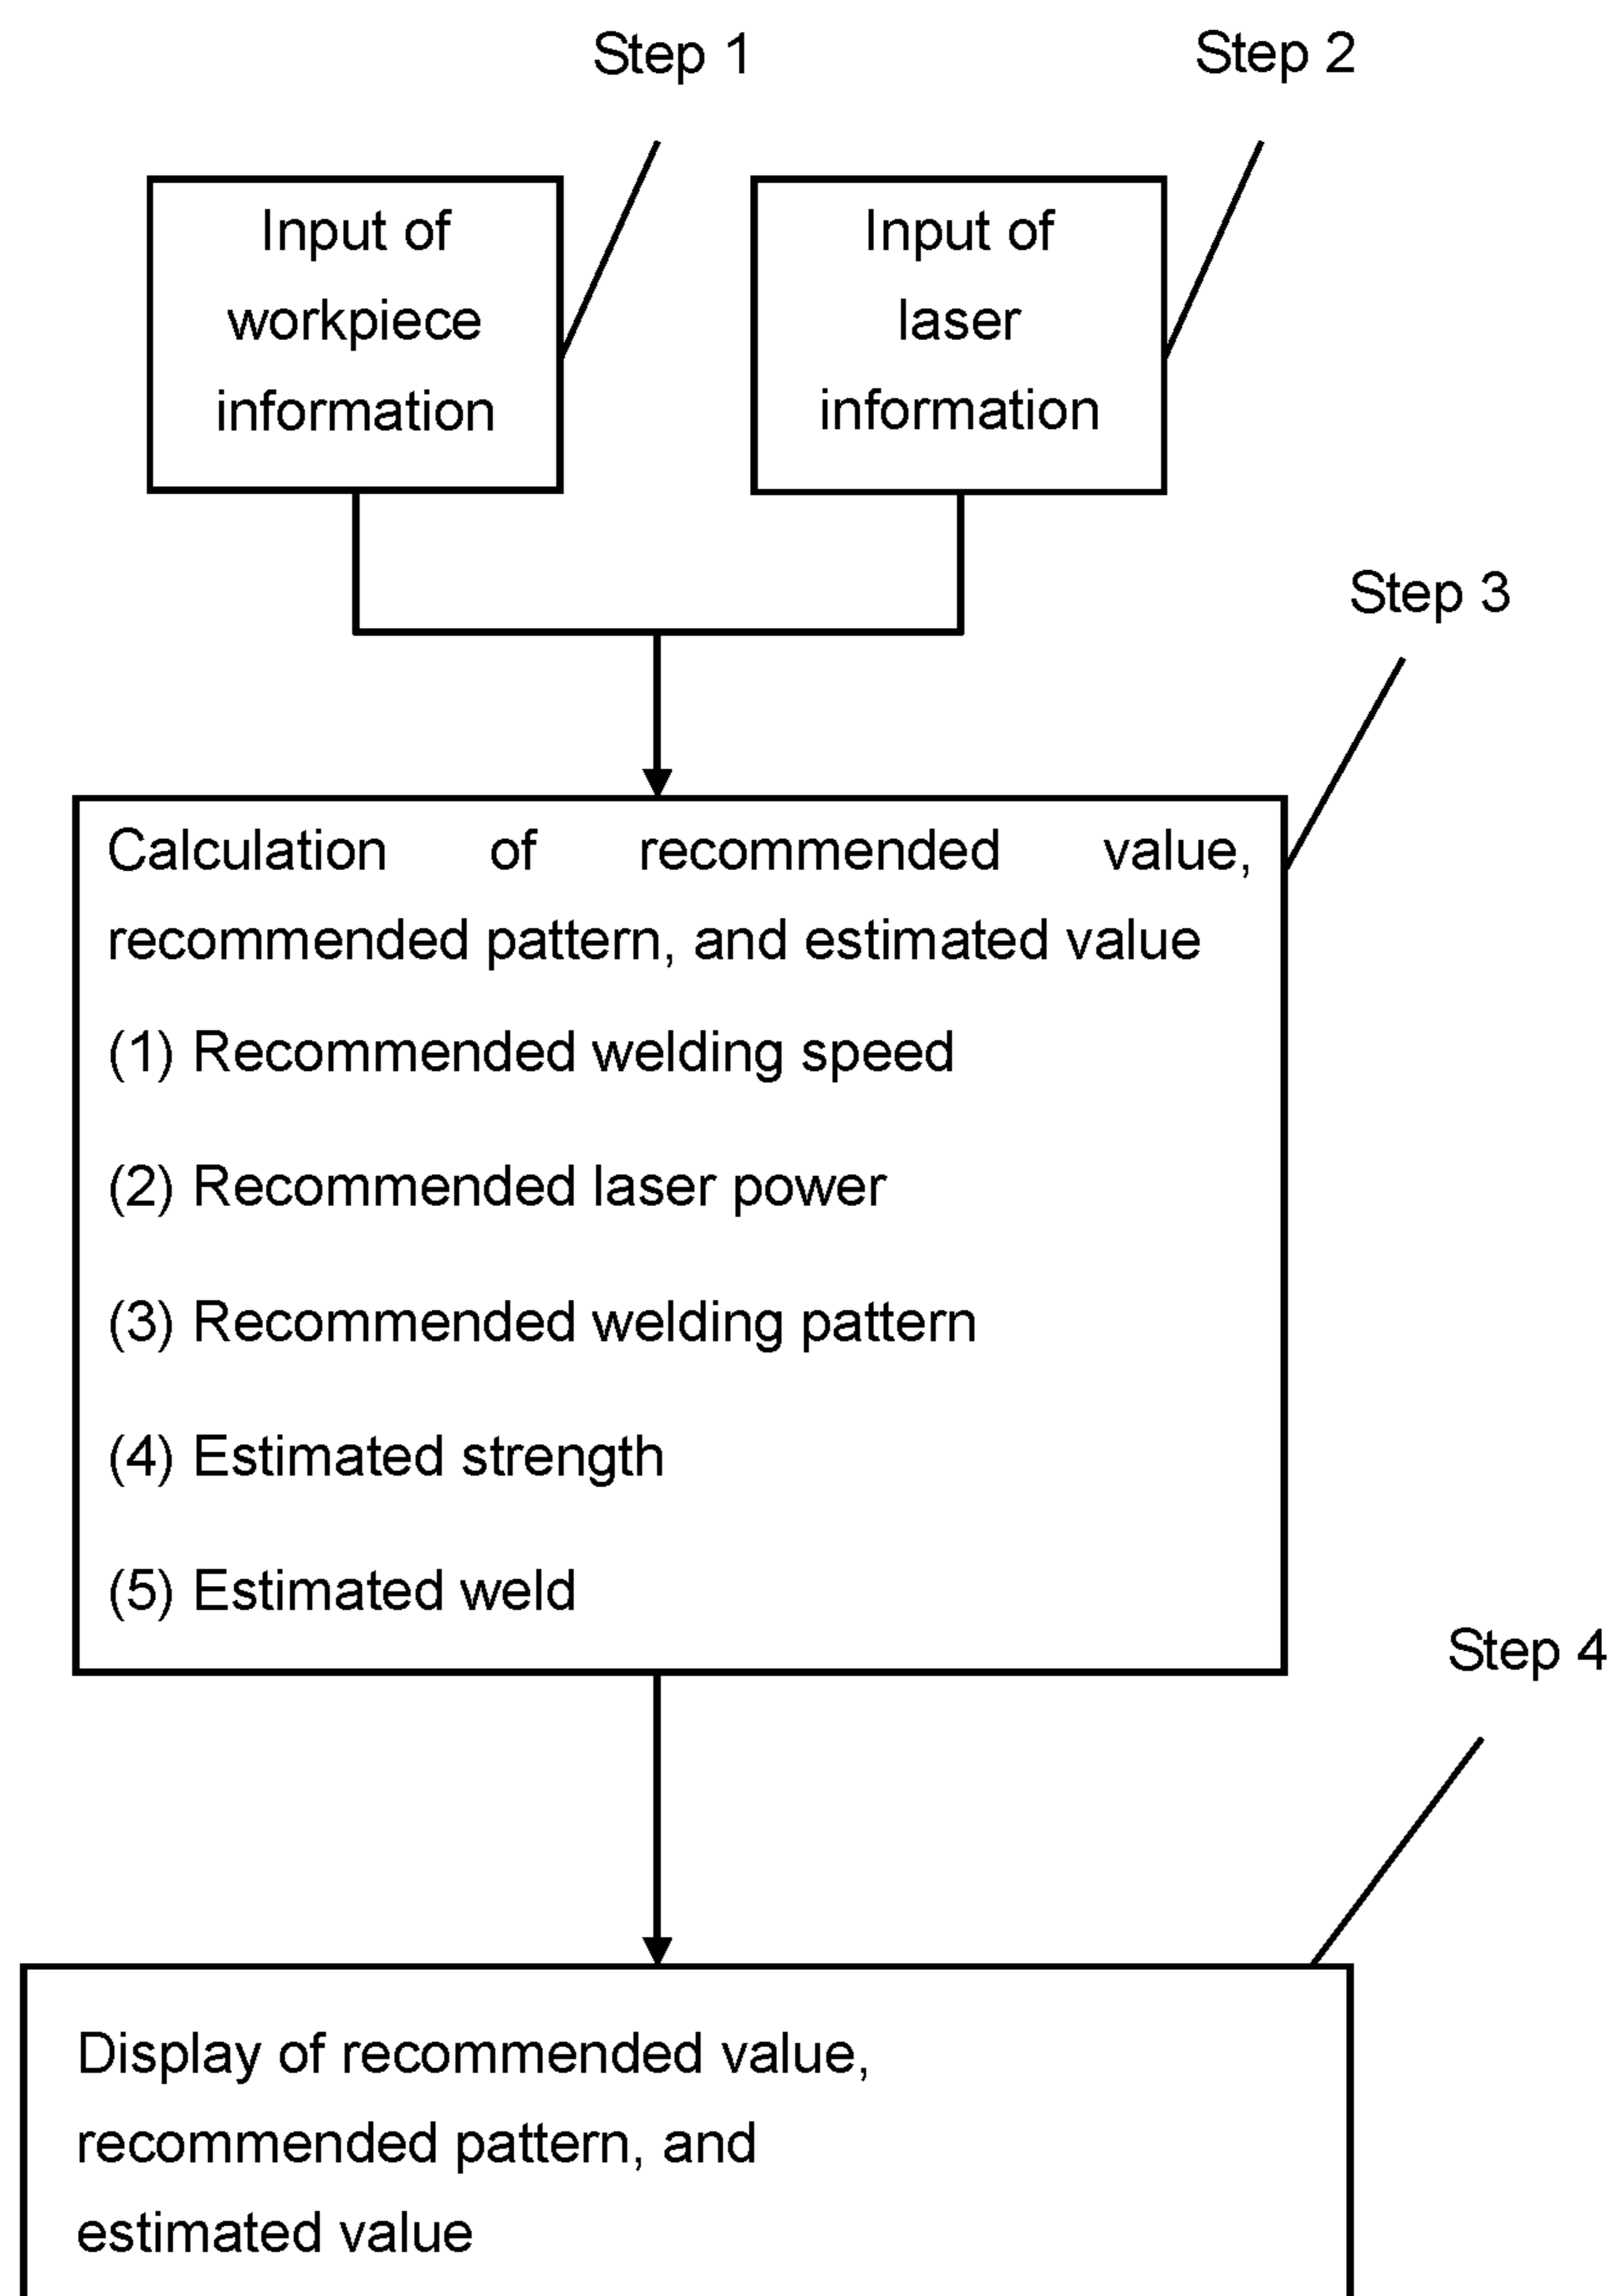 Step 1
Step 2
Input of
workpiece
information
Input of
laser
information
Step 3
Calculation of recommended value,
recommended pattern, and estimated value
(1) Recommended welding speed
(2) Recommended laser power
(3) Recommended welding pattern
(4) Estimated strength
(5) Estimated weld
Step 4
Display of recommended value,
recommended pattern, and
estimated value